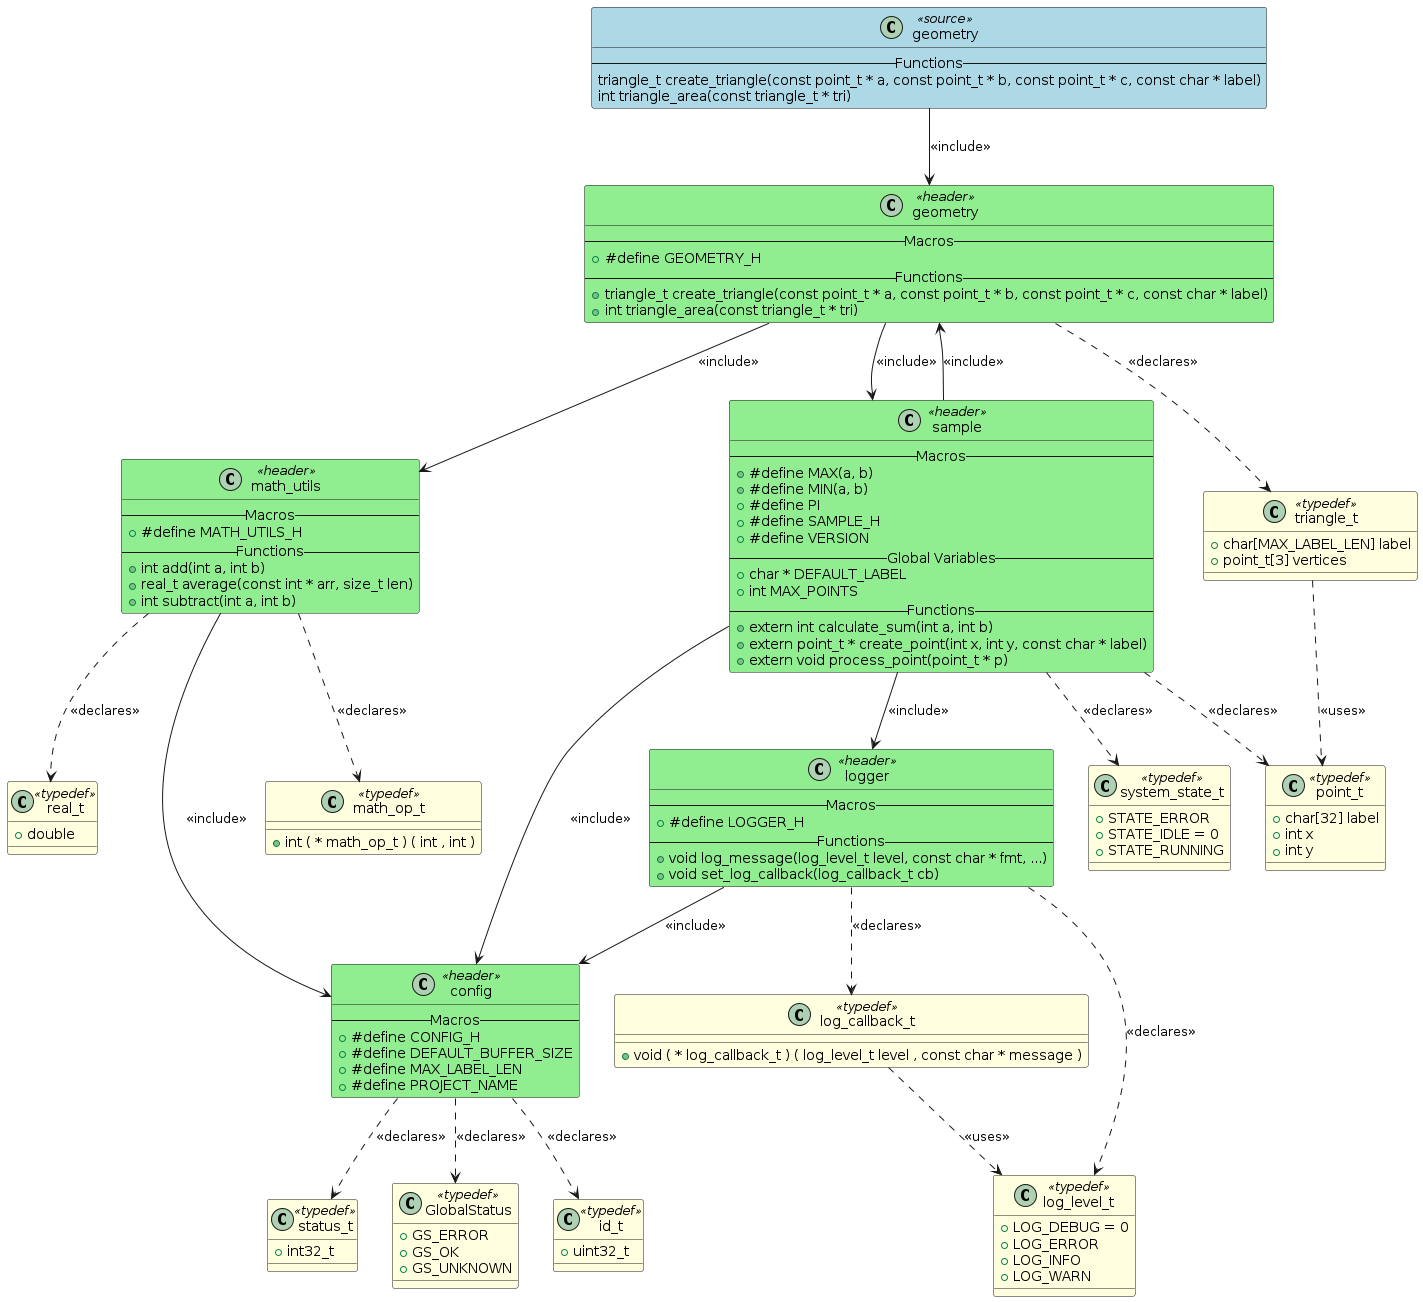 C
«source»
geometry
Functions
triangle_t create_triangle(const point_t * a, const point_t * b, const point_t * c, const char * label)
int triangle_area(const triangle_t * tri)
«include»
C
«header»
geometry
Macros
#define GEOMETRY_H
Functions
triangle_t create_triangle(const point_t * a, const point_t * b, const point_t * c, const char * label)
int triangle_area(const triangle_t * tri)
«include»
«include»
«include»
«declares»
C
«header»
sample
Macros
#define MAX(a, b)
#define MIN(a, b)
#define PI
#define SAMPLE_H
#define VERSION
Global Variables
char * DEFAULT_LABEL
int MAX_POINTS
Functions
extern int calculate_sum(int a, int b)
extern point_t * create_point(int x, int y, const char * label)
extern void process_point(point_t * p)
C
«header»
math_utils
Macros
#define MATH_UTILS_H
Functions
int add(int a, int b)
real_t average(const int * arr, size_t len)
int subtract(int a, int b)
C
«typedef»
triangle_t
char[MAX_LABEL_LEN] label
point_t[3] vertices
«declares»
«declares»
«include»
«declares»
«declares»
«uses»
C
«typedef»
real_t
double
«include»
C
«typedef»
math_op_t
int ( * math_op_t ) ( int , int )
«include»
C
«header»
logger
Macros
#define LOGGER_H
Functions
void log_message(log_level_t level, const char * fmt, ...)
void set_log_callback(log_callback_t cb)
C
«typedef»
system_state_t
STATE_ERROR
STATE_IDLE = 0
STATE_RUNNING
C
«typedef»
point_t
char[32] label
int x
int y
«include»
«declares»
«declares»
C
«header»
config
Macros
#define CONFIG_H
#define DEFAULT_BUFFER_SIZE
#define MAX_LABEL_LEN
#define PROJECT_NAME
C
«typedef»
log_callback_t
void ( * log_callback_t ) ( log_level_t level , const char * message )
«declares»
«declares»
«declares»
«uses»
C
«typedef»
status_t
int32_t
C
«typedef»
GlobalStatus
GS_ERROR
GS_OK
GS_UNKNOWN
C
«typedef»
id_t
uint32_t
C
«typedef»
log_level_t
LOG_DEBUG = 0
LOG_ERROR
LOG_INFO
LOG_WARN